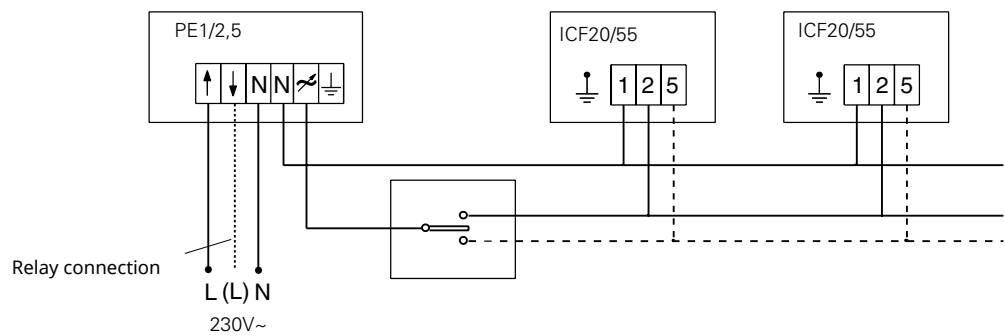 PE1/2,5
N N
ICF20/55
1 2 5
ICF20/55
1 2 5
Relay connection
L (L) N
230V~